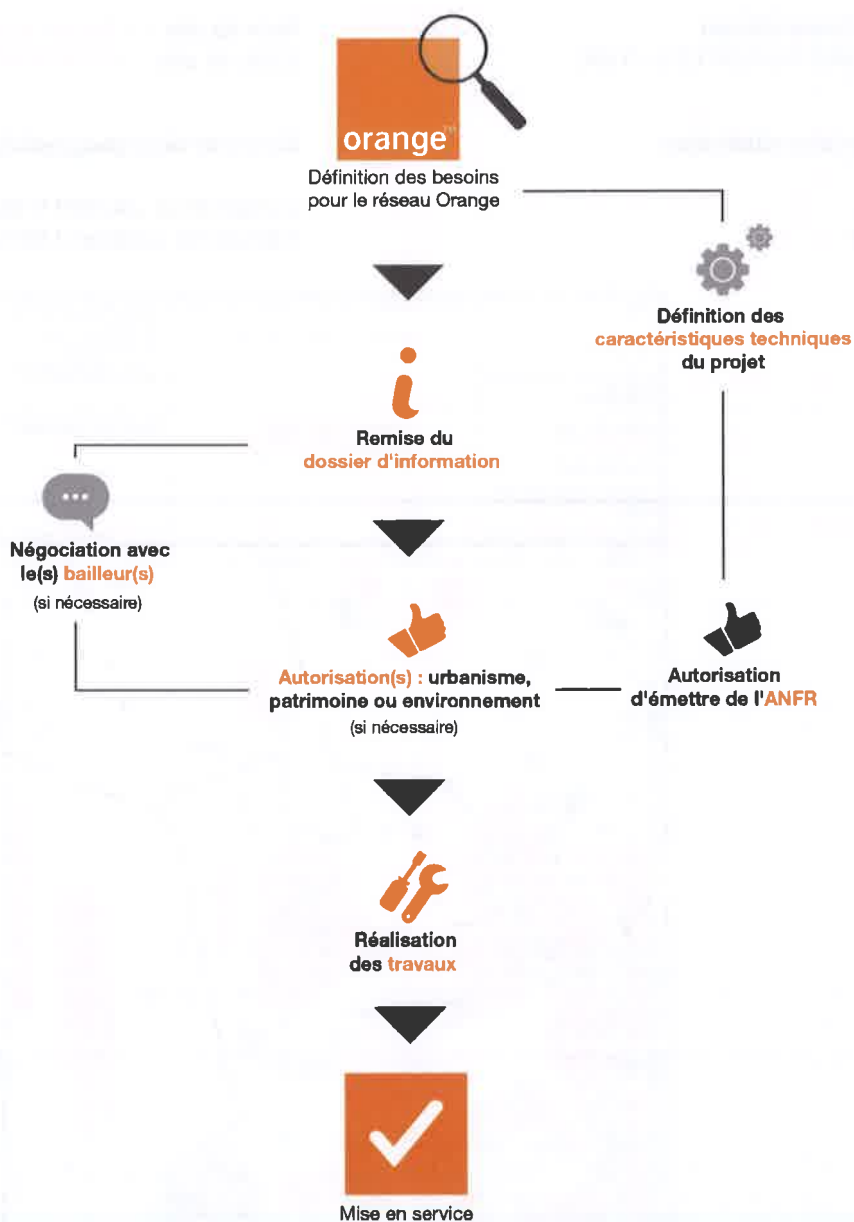 orange™
Définition des besoins
pour le réseau Orange
Définition des
caractéristiques techniques
du projet
Remise du
dossier d'information
Négociation avec
le(s) bailleur(s)
(si nécessaire)
Autorisation(s) : urbanisme,
patrimoine ou environnement
(si nécessaire)
Autorisation
d'émettre de l'ANFR
Réalisation
des travaux
Mise en service